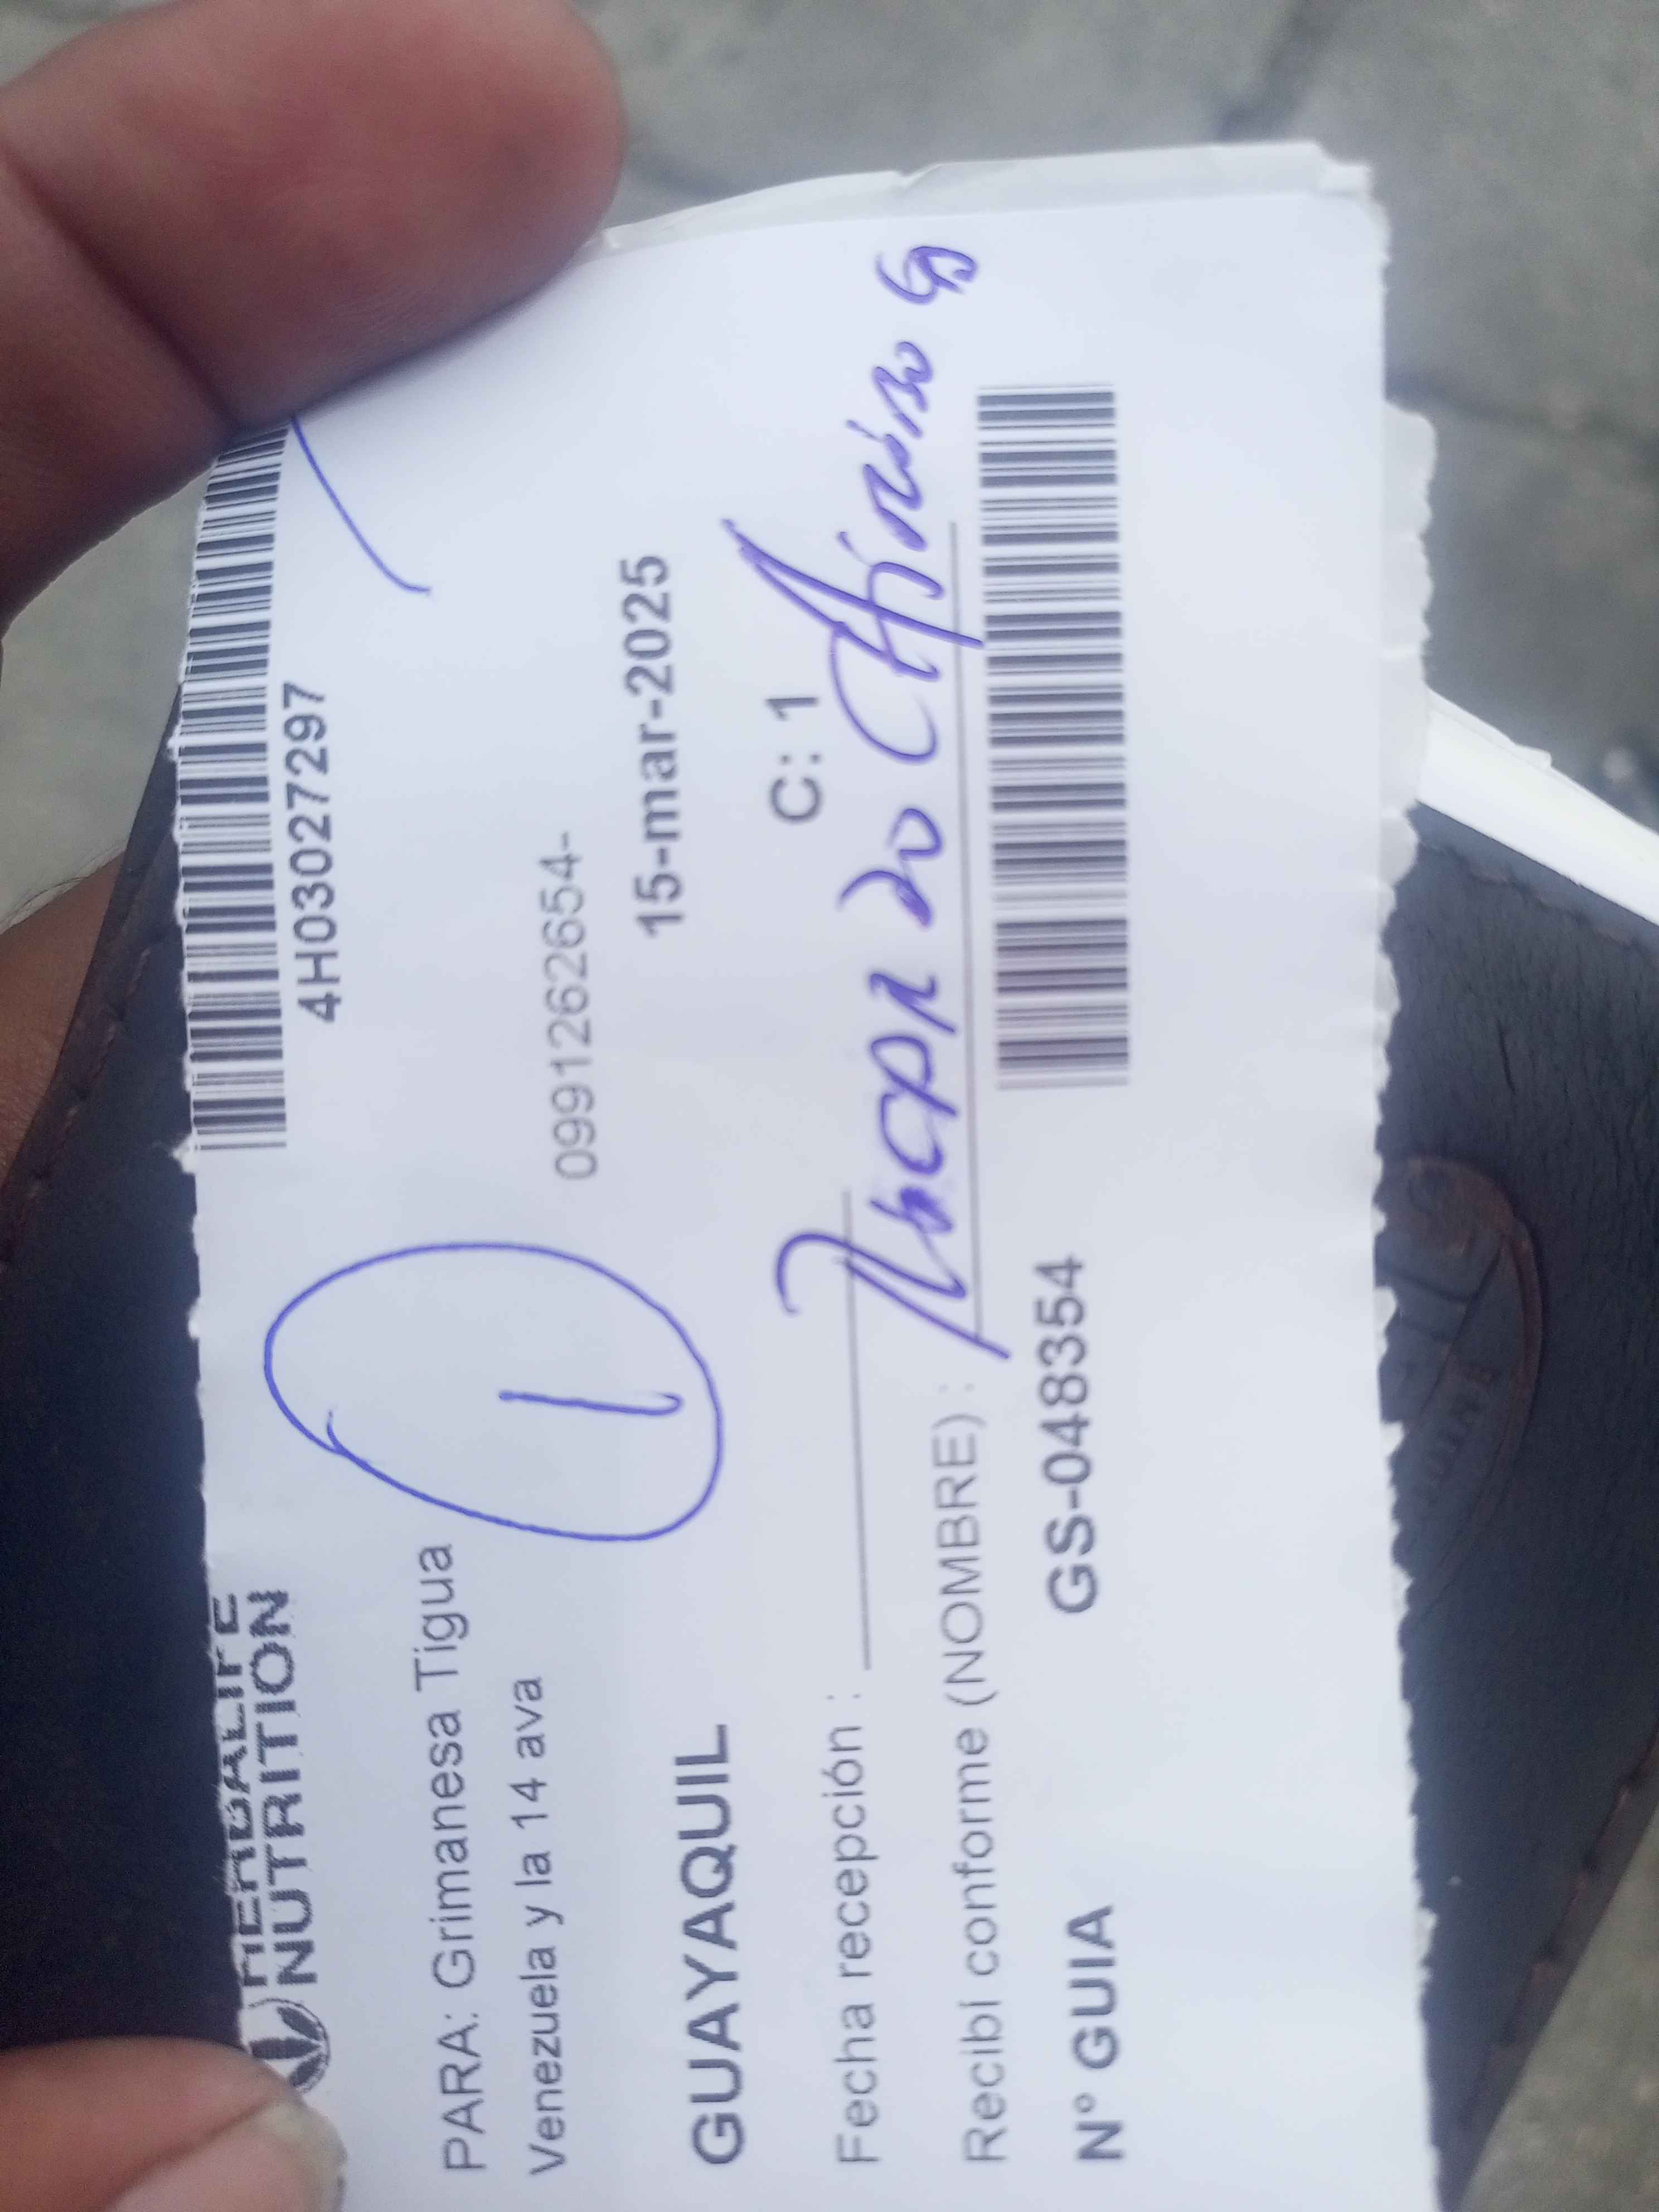 HERBALIFE
NUTRITION
4H03027297
PARA: Grimanesa Tigua
Venezuela y la 14 ava
0991262654-
1
GUAYAQUIL
15-mar-2025
C: 1
Fecha recepción :
Recibí conforme (NOMBRE) :
N° GUIA
GS-048354